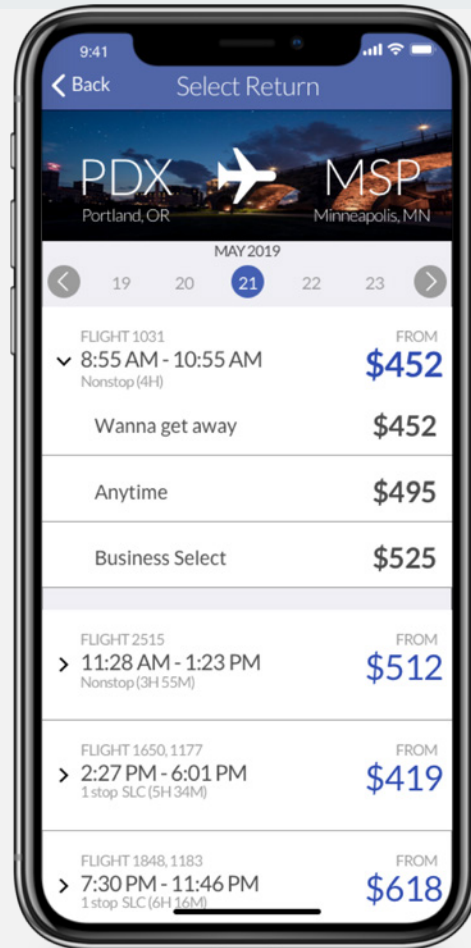 9:41
Back Select Return
PDX MSP
Portland, OR Minneapolis, MN
MAY 2019
19 20 21 22 23
FLIGHT 1031 FROM
8:55 AM - 10:55 AM $452
Nonstop (4H)
Wanna get away $452
Anytime $495
Business Select $525
FLIGHT 2515 FROM
11:28 AM - 1:23 PM $512
Nonstop (3H 55M)
FLIGHT 1650, 1177 FROM
2:27 PM - 6:01 PM $419
1 stop SLC (5H 34M)
FLIGHT 1848, 1183 FROM
7:30 PM - 11:46 PM $618
1 stop SLC (6H 16M)